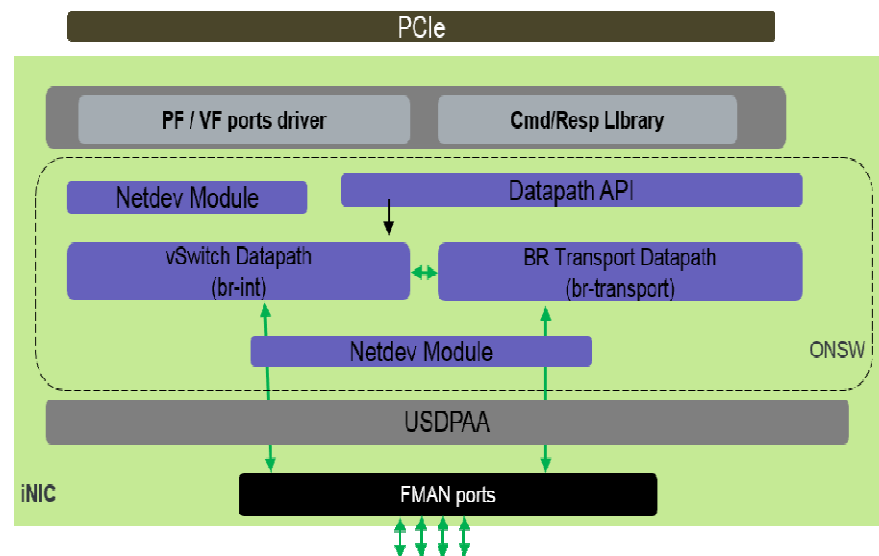 PCIe
PF / VF ports driver
Cmd/Resp LIbrary
Netdev Module
Datapath API
vSwitch Datapath
(br-int)
BR Transport Datapath
(br-transport)
Netdev Module
ONSW
USDPAA
iNIC
FMAN ports